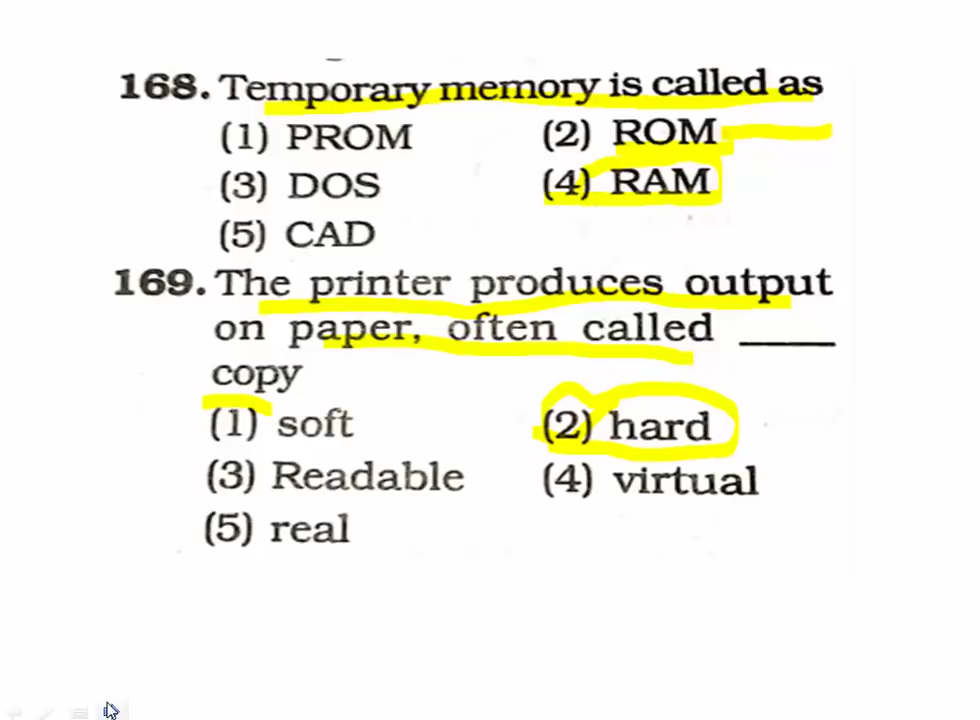 168. Temporary memory is called as
(1) PROM (2) ROM
(3) DOS (4) RAM
(5) CAD
169. The printer produces output
on paper, often called ____
copy
(1) soft (2) hard
(3) Readable (4) virtual
(5) real